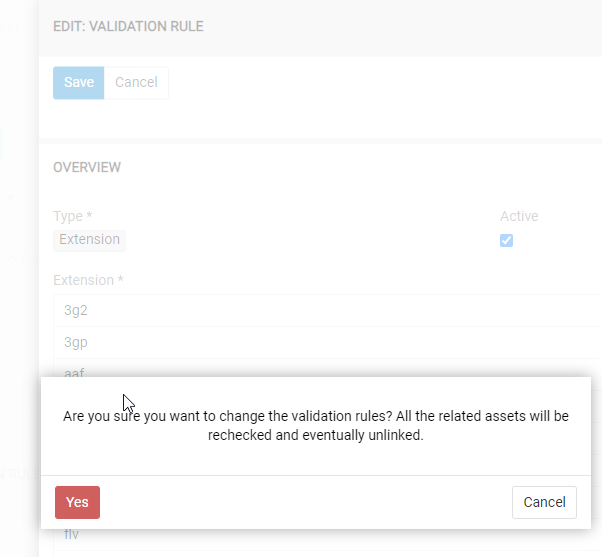 EDIT: VALIDATION RULE
Save Cancel
OVERVIEW
Type * Active
Extension
Extension *
3g2
3gp
aaf
Are you sure you want to change the validation rules? All the related assets will be
rechecked and eventually unlinked.
Yes Cancel
flv